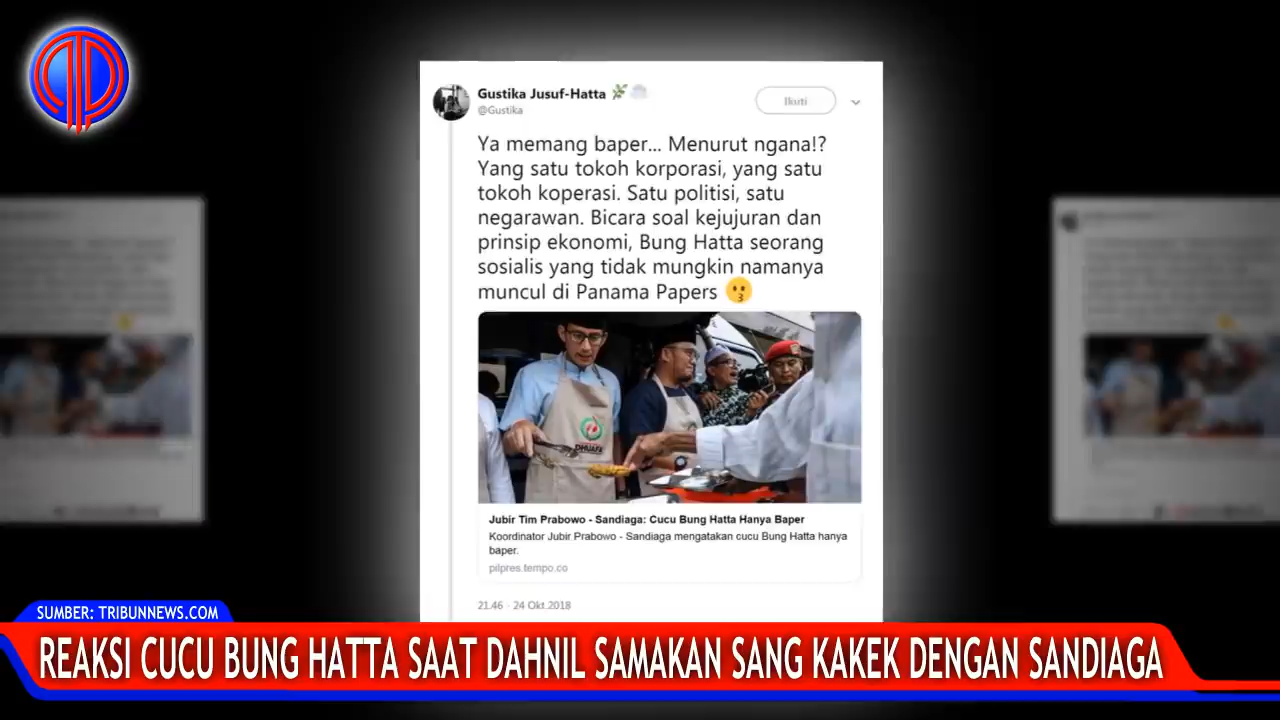 Gustika Jusuf-Hatta
@Gustika
Ikuti
Ya memang baper... Menurut ngana!?
Yang satu tokoh korporasi, yang satu
tokoh koperasi. Satu politisi, satu
negarawan. Bicara soal kejujuran dan
prinsip ekonomi, Bung Hatta seorang
sosialis yang tidak mungkin namanya
muncul di Panama Papers
DHUAFA
Jubir Tim Prabowo - Sandiaga: Cucu Bung Hatta Hanya Baper
Koordinator Jubir Prabowo - Sandiaga mengatakan cucu Bung Hatta hanya
baper.
pilpres.tempo.co
21.46 - 24 Okt.2018
SUMBER: TRIBUNNEWS.COM
REAKSI CUCU BUNG HATTA SAAT DAHNIL SAMAKAN SANG KAKEK DENGAN SANDIAGA